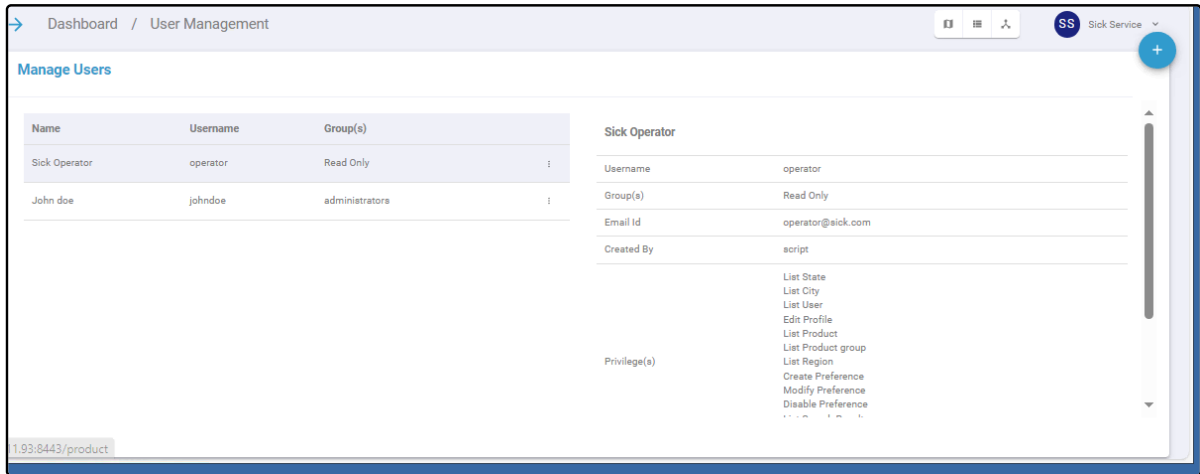 Dashboard / User Management
SS Sick Service
+
Manage Users
Name Username Group(s)
Sick Operator operator Read Only
John doe johndoe administrators
Sick Operator
Username operator
Group(s) Read Only
Email Id operator@sick.com
Created By script
Privilege(s)
List State
List City
List User
Edit Profile
List Product
List Product group
List Region
Create Preference
Modify Preference
Disable Preference
11.93:8443/product